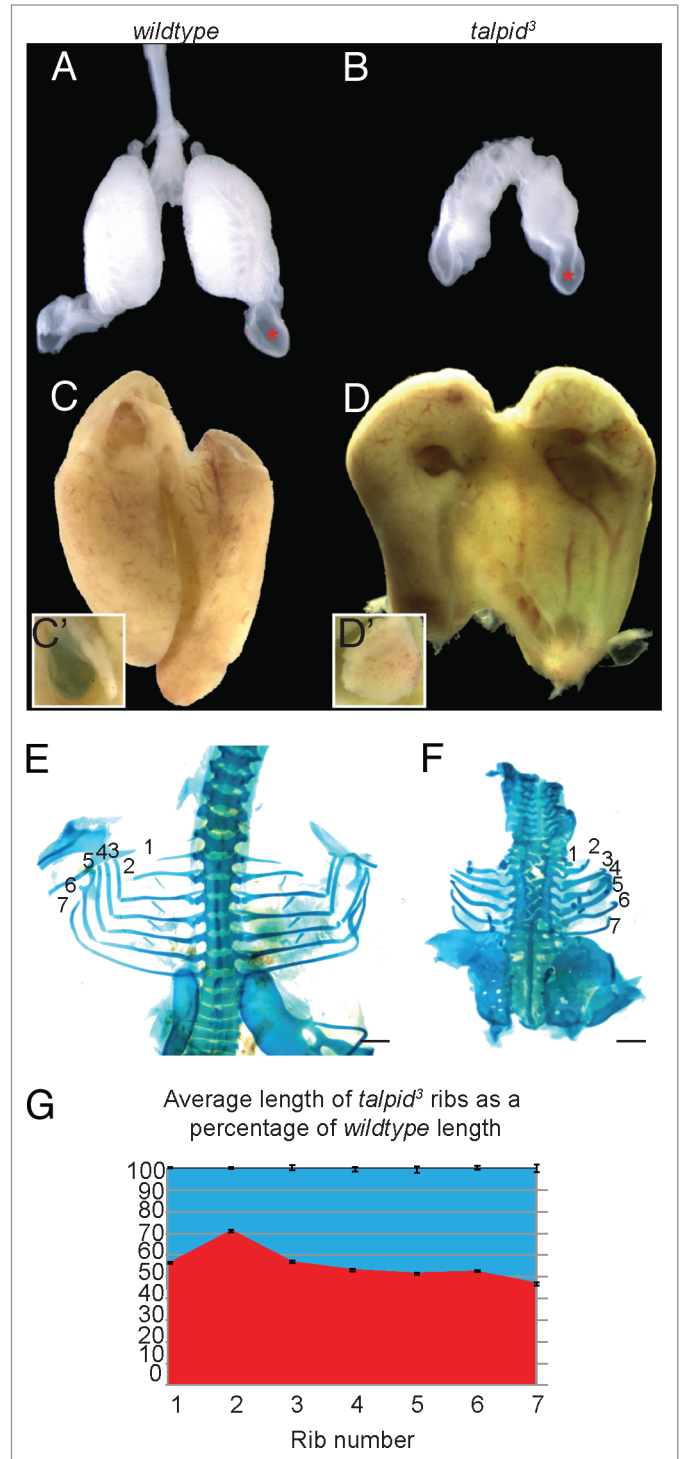 wildtype talpid³
A B
*
*
C D
C' D'
E F
1
2
3
4
5
6
7
1
2
3
4
5
6
7
G
Average length of talpid³ ribs as a
percentage of wildtype length
100
90
80
70
60
50
40
30
20
10
0
1 2 3 4 5 6 7
Rib number